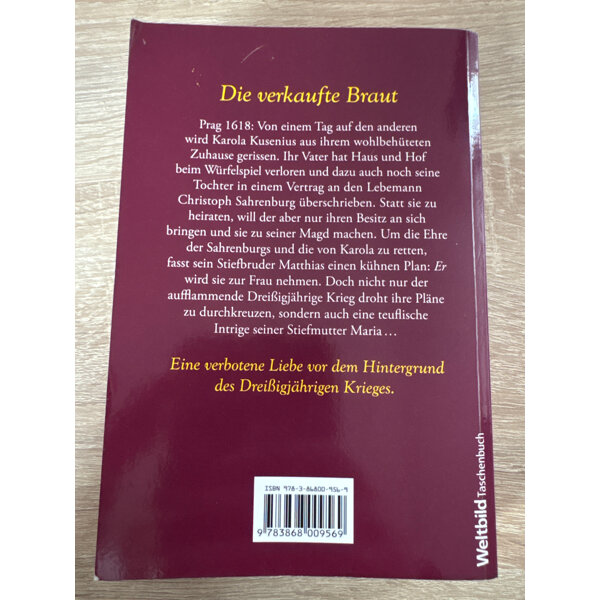 Die verkaufte Braut
Prag 1618: Von einem Tag auf den anderen
wird Karola Kusenius aus ihrem wohlbehüteten
Zuhause gerissen. Ihr Vater hat Haus und Hof
beim Würfelspiel verloren und dazu auch noch seine
Tochter in einem Vertrag an den Lebemann
Christoph Sahrenburg überschrieben. Statt sie zu
heiraten, will der aber nur ihren Besitz an sich
bringen und sie zu seiner Magd machen. Um die Ehre
der Sahrenburgs und die von Karola zu retten,
fasst sein Stiefbruder Matthias einen kühnen Plan: Er
wird sie zur Frau nehmen. Doch nicht nur der
aufflammende Dreißigjährige Krieg droht ihre Pläne
zu durchkreuzen, sondern auch eine teuflische
Intrige seiner Stiefmutter Maria ...
Eine verbotene Liebe vor dem Hintergrund
des Dreißigjährigen Krieges.
ISBN 978-3-86800-956-9
9 783868 009569
Weltbild Taschenbuch